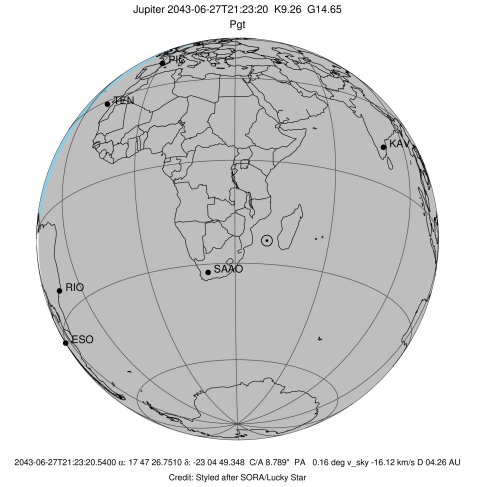 Jupiter 2043-06-27T21:23:20 K9.26 G14.65
Pgt
PIC
TEN
KAV
SAAO
RIO
ESO
2043-06-27T21:23:20.5400 α: 17 47 26.7510 δ: -23 04 49.348 C/A 8.789" PA 0.16 deg v_sky -16.12 km/s D 04.26 AU
Credit: Styled after SORA/Lucky Star